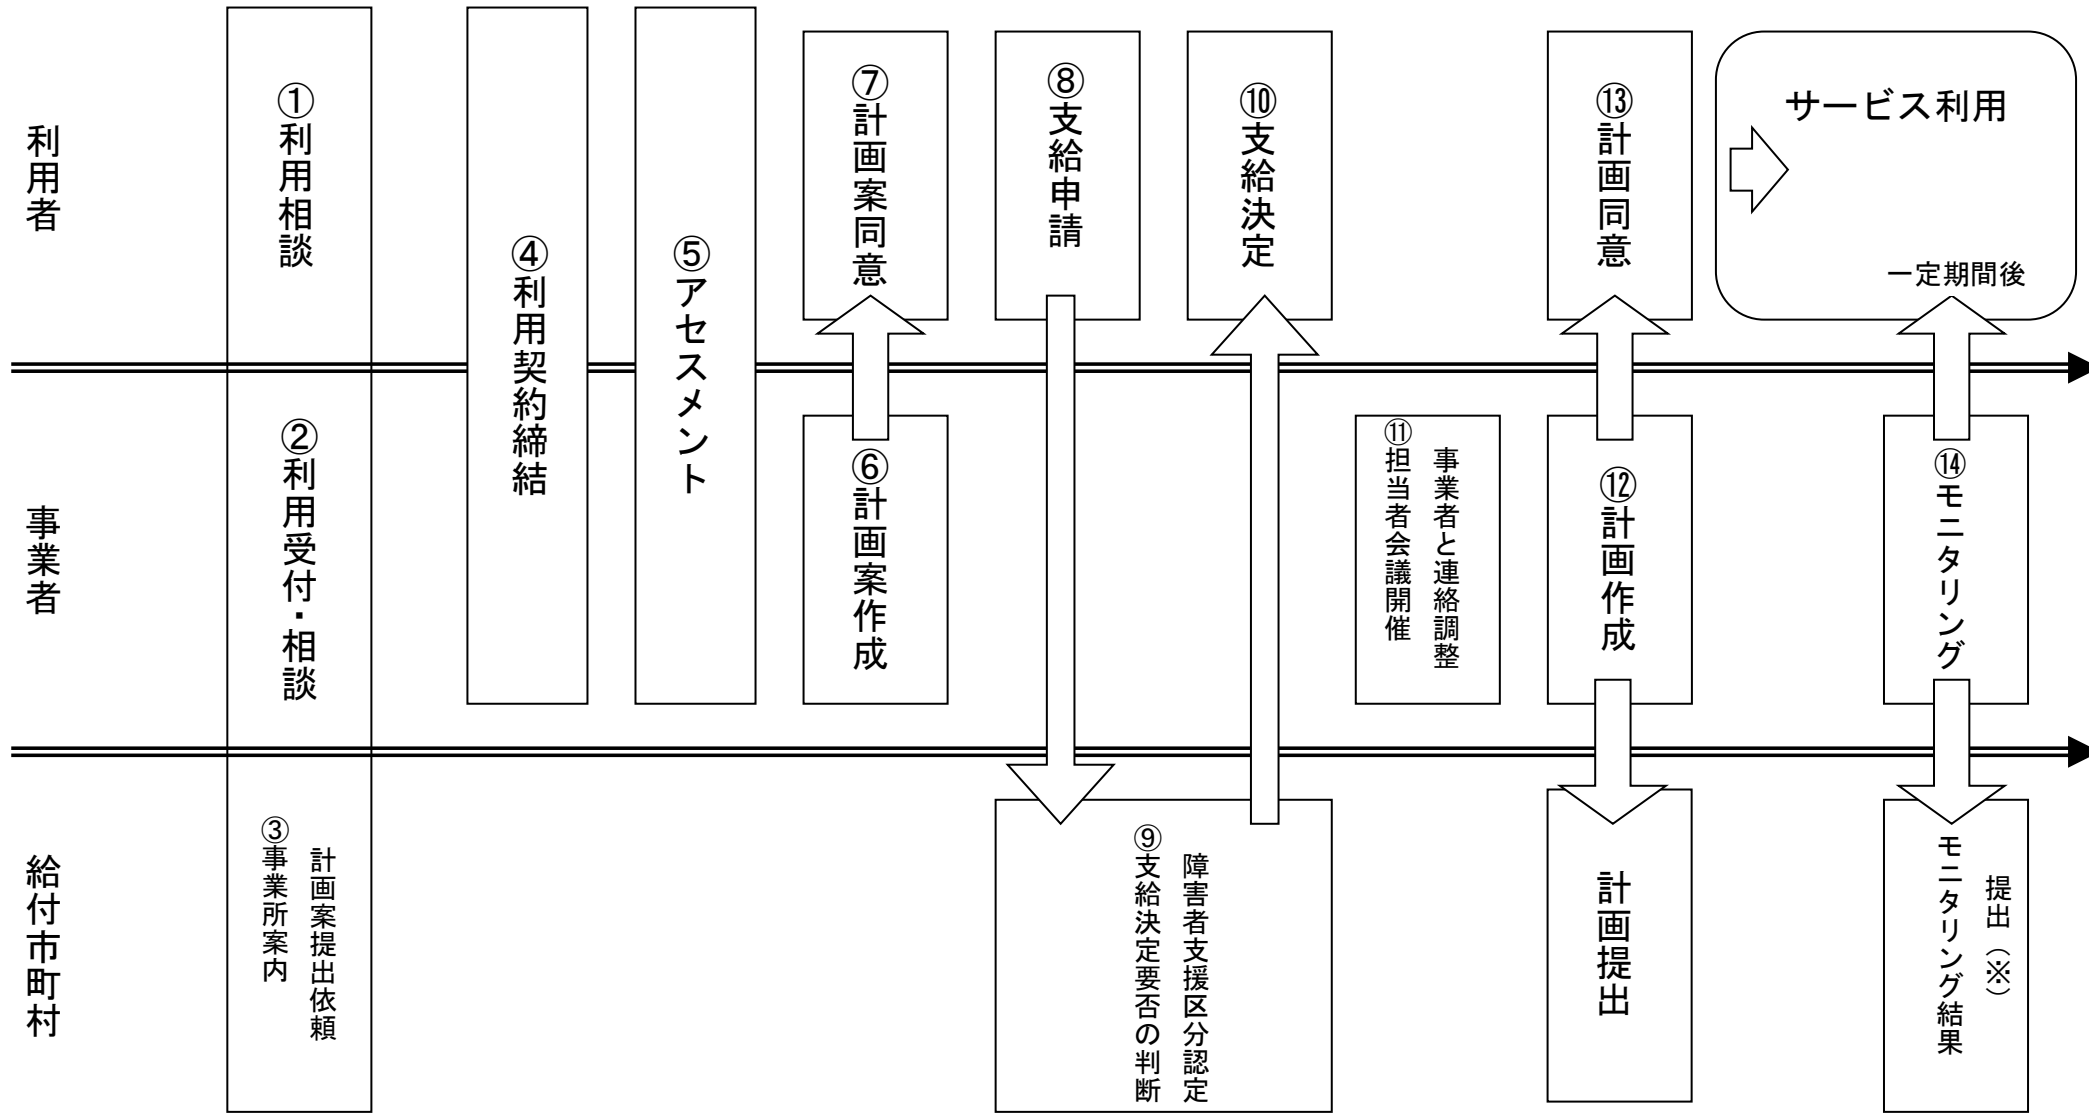 利用者
事業者
給付市町村
①利用相談
②利用受付・相談
計画案提出依頼
③事業所案内
④利用契約締結
⑤アセスメント
⑦計画案同意
⑥計画案作成
⑧支給申請
障害者支援区分認定
⑨支給決定要否の判断
⑩支給決定
事業者と連絡調整
⑪担当者会議開催
⑬計画同意
⑫計画作成
計画提出
サービス利用
一定期間後
⑭モニタリング
提出（※）
モニタリング結果